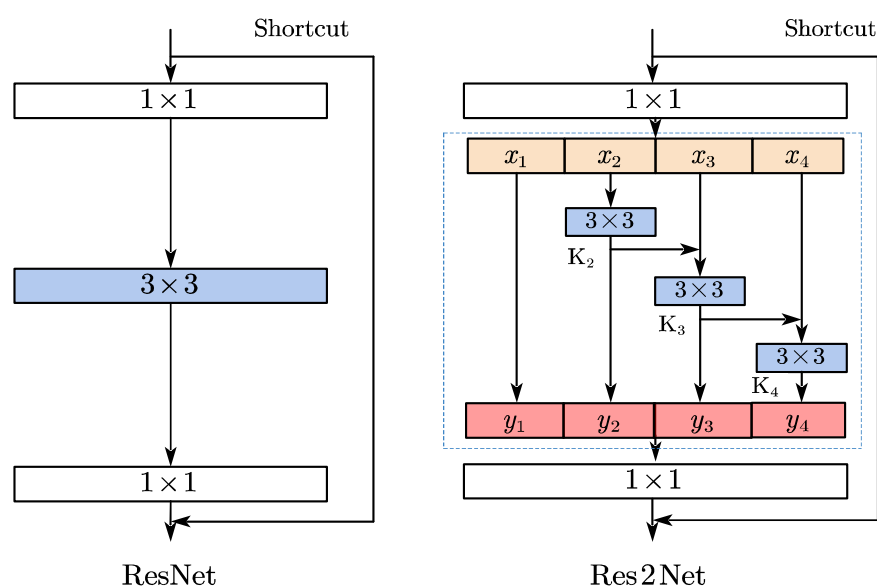 Shortcut
1×1
3×3
1×1
ResNet
Shortcut
1×1
x₁ x₂ x₃ x₄
3×3
K₂
3×3
K₃
3×3
K₄
y₁ y₂ y₃ y₄
1×1
Res2Net